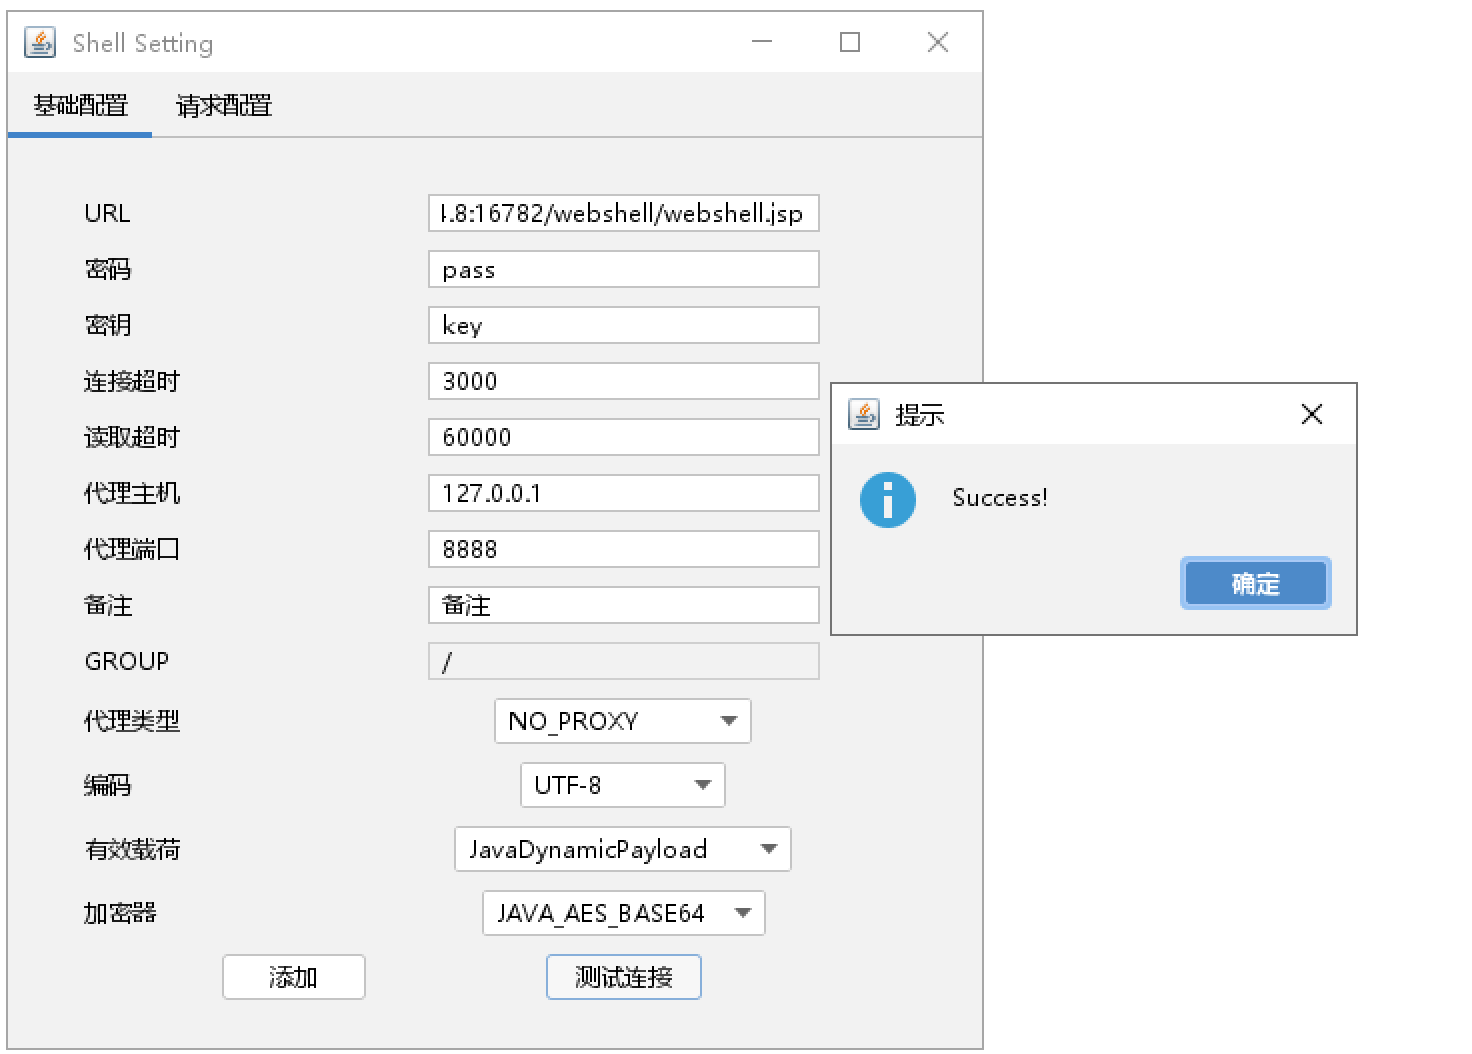 Shell Setting
基础配置 请求配置
URL .8:16782/webshell/webshell.jsp
密码 pass
密钥 key
连接超时 3000
读取超时 60000
代理主机 127.0.0.1
代理端口 8888
备注 备注
GROUP /
代理类型 NO_PROXY
编码 UTF-8
有效载荷 JavaDynamicPayload
加密器 JAVA_AES_BASE64
添加 测试连接
提示
Success!
确定